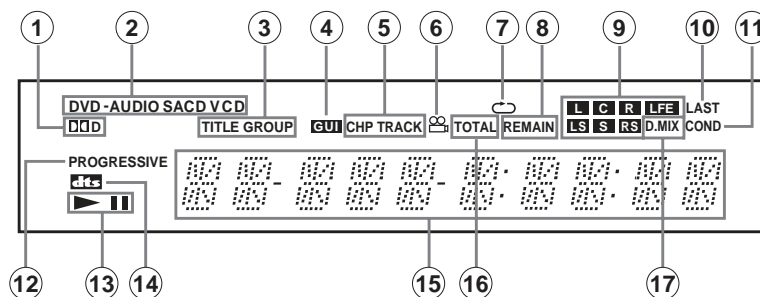 1 2 3 4 5 6 7 8 9 10 11
DVD-AUDIO SACD VCD L C R LFE LAST
D TITLE GROUP GUI CHP TRACK TOTAL REMAIN LS S RS D.MIX COND
PROGRESSIVE
dts
12 13 14 15 16 17